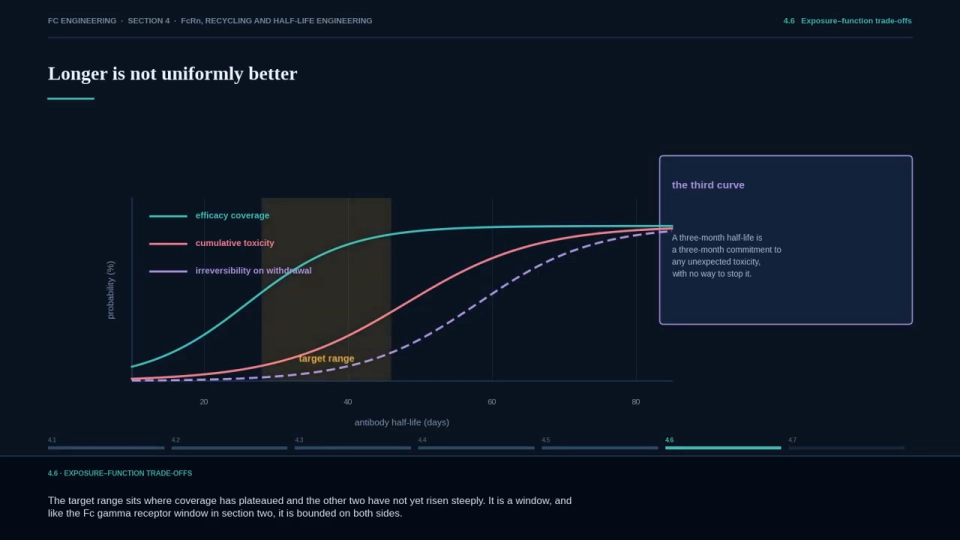 FC ENGINEERING · SECTION 4 · FcRn, RECYCLING AND HALF-LIFE ENGINEERING
4.6 Exposure–function trade-offs
Longer is not uniformly better
the third curve
A three-month half-life is
a three-month commitment to
any unexpected toxicity,
with no way to stop it.
efficacy coverage
cumulative toxicity
irreversibility on withdrawal
probability (%)
target range
20 40 60 80
antibody half-life (days)
4.1 4.2 4.3 4.4 4.5 4.6 4.7
4.6 · EXPOSURE–FUNCTION TRADE-OFFS
The target range sits where coverage has plateaued and the other two have not yet risen steeply. It is a window, and
like the Fc gamma receptor window in section two, it is bounded on both sides.